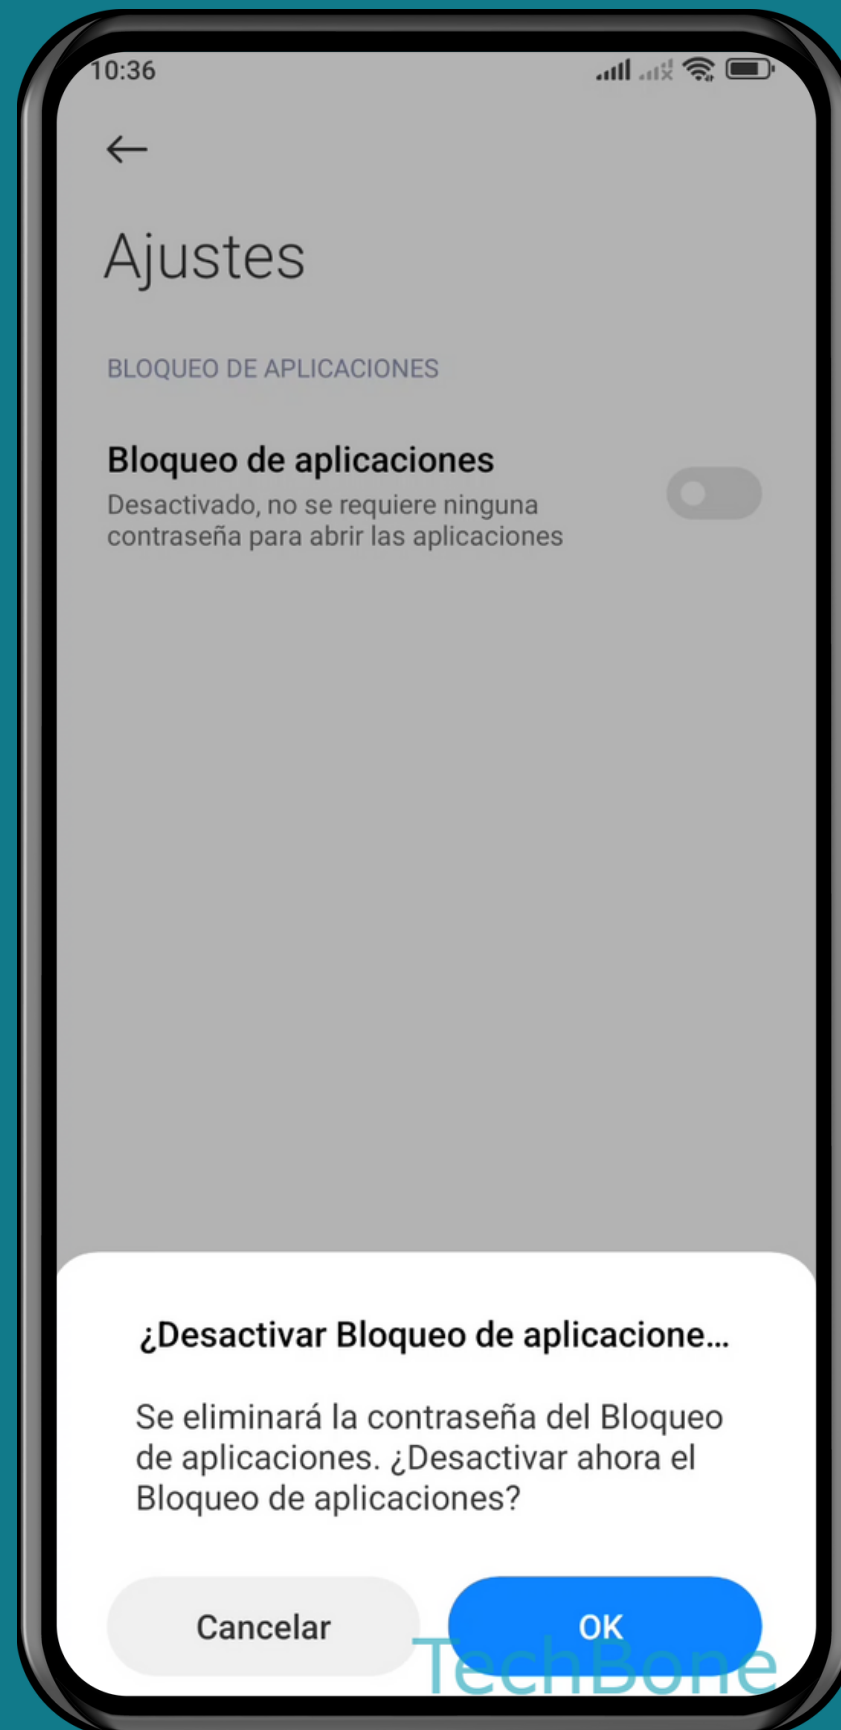 10:36
Ajustes
BLOQUEO DE APLICACIONES
Bloqueo de aplicaciones
Desactivado, no se requiere ninguna
contraseña para abrir las aplicaciones
¿Desactivar Bloqueo de aplicacione...
Se eliminará la contraseña del Bloqueo
de aplicaciones. ¿Desactivar ahora el
Bloqueo de aplicaciones?
Cancelar
OK
TechBone